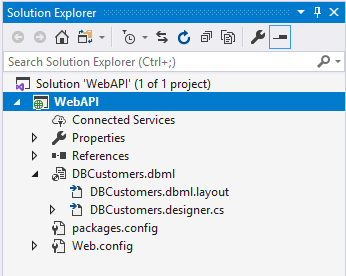 Solution Explorer
Search Solution Explorer (Ctrl+;)
Solution 'WebAPI' (1 of 1 project)
WebAPI
Connected Services
Properties
References
DBCustomers.dbml
DBCustomers.dbml.layout
DBCustomers.designer.cs
packages.config
Web.config